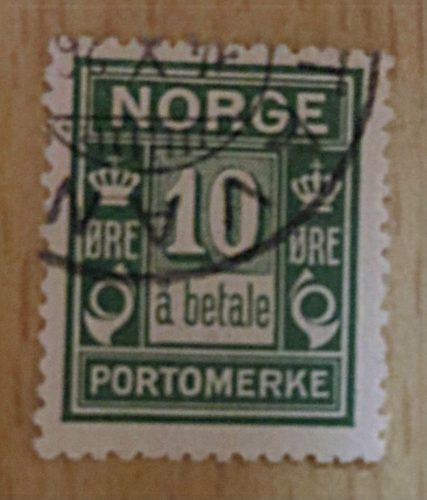 NORGE
10
ØRE ØRE
å betale
PORTOMERKE